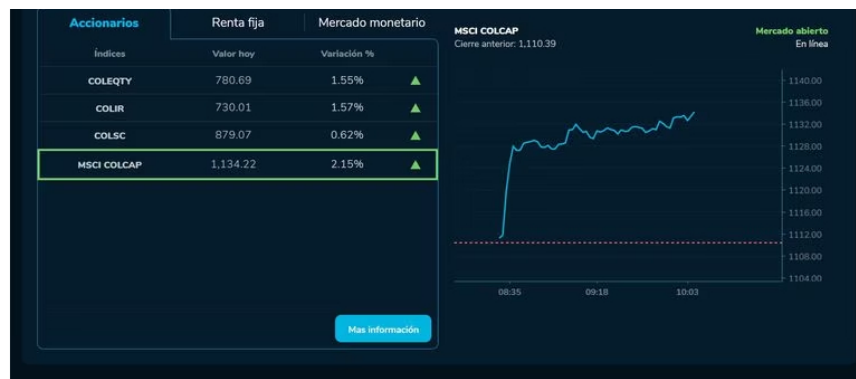 Accionarios Renta fija Mercado monetario
Índices Valor hoy Variación %
COLEQTY 780.69 1.55%
COLIR 730.01 1.57%
COLSC 879.07 0.62%
MSCI COLCAP 1,134.22 2.15%
Mas información
MSCI COLCAP Mercado abierto
Cierre anterior: 1,110.39 En línea
1140.00
1136.00
1132.00
1128.00
1124.00
1120.00
1116.00
1112.00
1108.00
1104.00
08:35 09:18 10:03